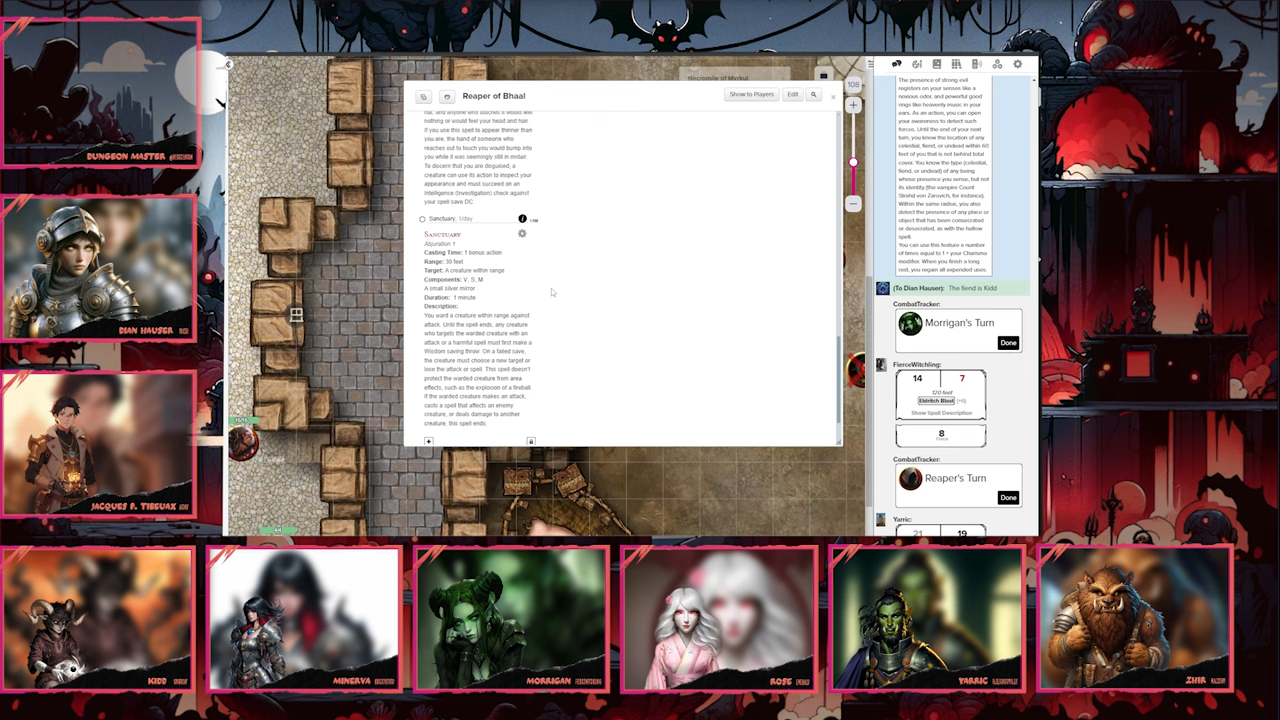 Necromite of Myrkul
Reaper of Bhaal
Show to Players
Edit
hair, and anyone who touches it would feel
nothing or would feel your head and hair.
If you use this spell to appear thinner than
you are, the hand of someone who
reaches out to touch you would bump into
you while it was seemingly still in midair.
To discern that you are disguised, a
creature can use its action to inspect your
appearance and must succeed on an
Intelligence (Investigation) check against
your spell save DC.
Sanctuary, 1/day
V,S,M
Sanctuary
Abjuration 1
Casting Time: 1 bonus action
Range: 30 feet
Target: A creature within range
Components: V, S, M
A small silver mirror
Duration: 1 minute
Description:
You ward a creature within range against
attack. Until the spell ends, any creature
who targets the warded creature with an
attack or a harmful spell must first make a
Wisdom saving throw. On a failed save,
the creature must choose a new target or
lose the attack or spell. This spell doesn't
protect the warded creature from area
effects, such as the explosion of a fireball
If the warded creature makes an attack,
casts a spell that affects an enemy
creature, or deals damage to another
creature, this spell ends
108
The presence of strong evil
registers on your senses like a
noxious odor, and powerful good
rings like heavenly music in your
ears. As an action, you can open
your awareness to detect such
forces. Until the end of your next
turn, you know the location of any
celestial, fiend, or undead within 60
feet of you that is not behind total
cover. You know the type (celestial,
fiend, or undead) of any being
whose presence you sense, but not
its identity (the vampire Count
Strahd von Zarovich, for instance).
Within the same radius, you also
detect the presence of any place or
object that has been consecrated
or desecrated, as with the hallow
spell.
You can use this feature a number
of times equal to 1 + your Charisma
modifier. When you finish a long
rest, you regain all expended uses.
(To Dian Hauser): The fiend is Kidd
CombatTracker:
Morrigan's Turn
Done
FierceWitchling:
14 7
120 feet
Eldritch Blast (+6)
Show Spell Description
8
Force
CombatTracker:
Reaper's Turn
Done
Yarric:
21 19
DUNGEON MASTER
DIAN HAUSER
JACQUES P. TIBEUAX
KIDD
MINERVA
MORRIGAN FIERCEWITCHLING
ROSE
YARRIC
ZHIR